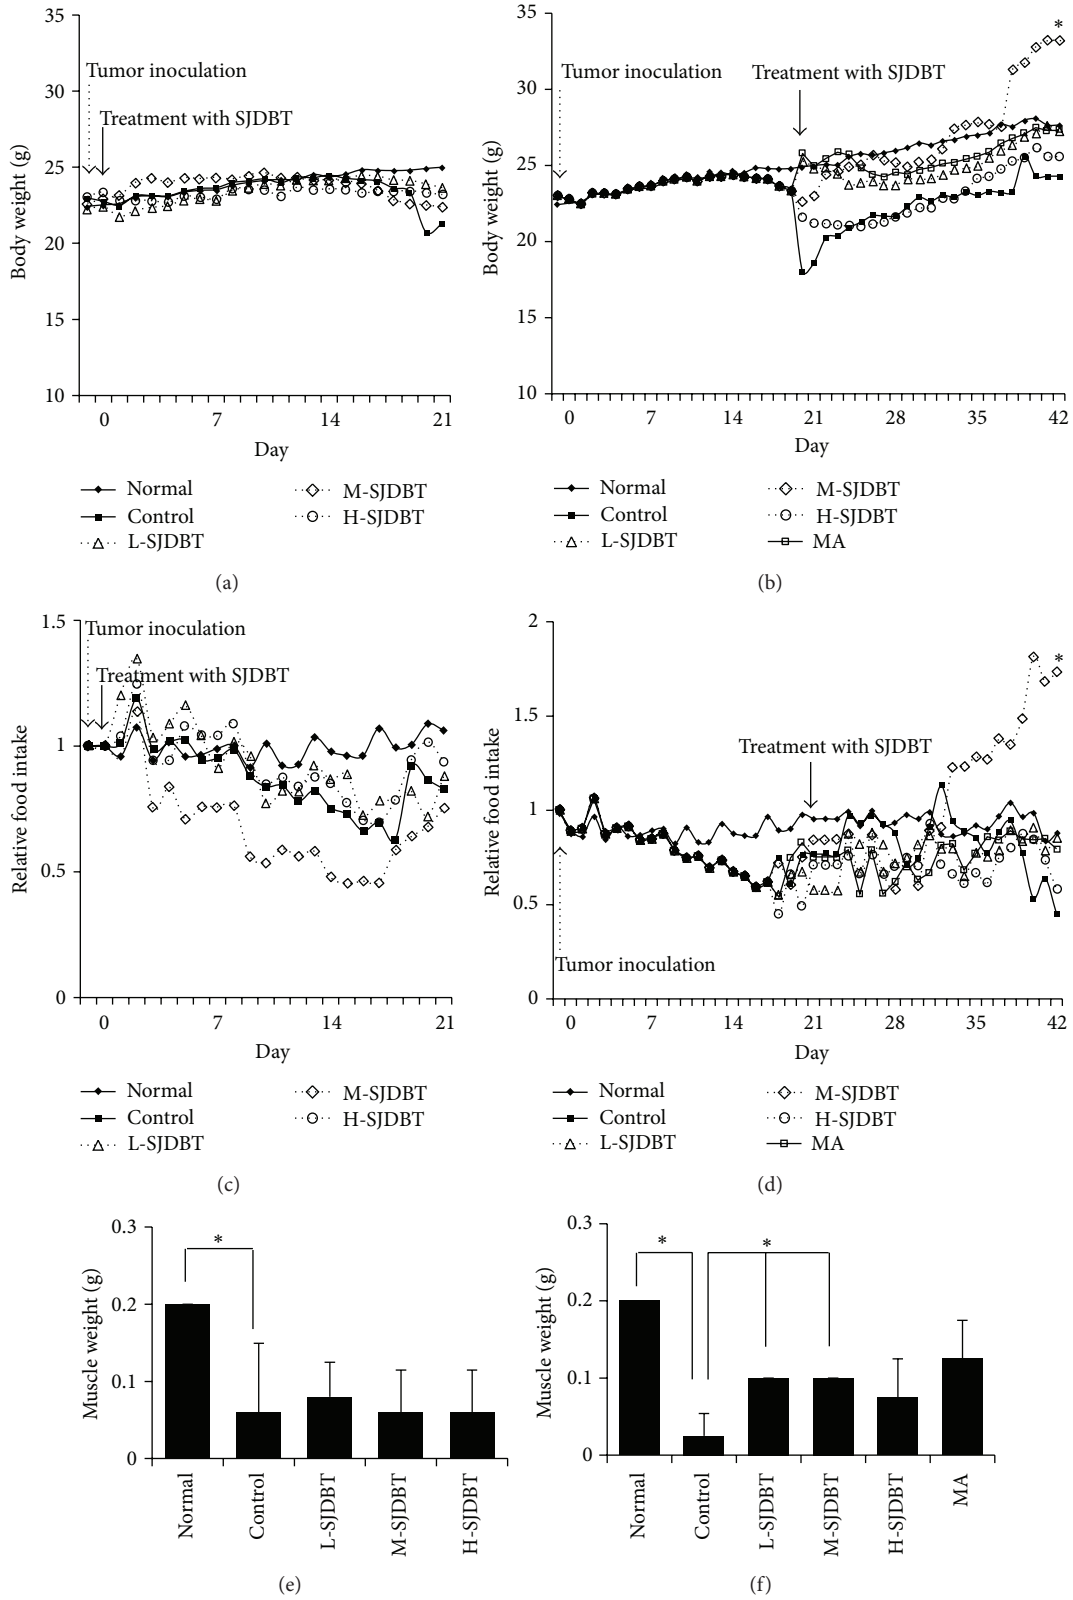 35
30
25
20
15
10
Body weight (g)
Tumor inoculation
Treatment with SJDBT
0 7 14 21
Day
Normal
Control
L-SJDBT
M-SJDBT
H-SJDBT
(a)
35
30
25
20
15
10
Body weight (g)
Tumor inoculation
Treatment with SJDBT
*
0 7 14 21 28 35 42
Day
Normal
Control
L-SJDBT
M-SJDBT
H-SJDBT
MA
(b)
1.5
1
0.5
0
Relative food intake
Tumor inoculation
Treatment with SJDBT
0 7 14 21
Day
Normal
Control
L-SJDBT
M-SJDBT
H-SJDBT
(c)
2
1.5
1
0.5
0
Relative food intake
Treatment with SJDBT
Tumor inoculation
*
0 7 14 21 28 35 42
Day
Normal
Control
L-SJDBT
M-SJDBT
H-SJDBT
MA
(d)
0.3
0.2
0.1
0
Muscle weight (g)
*
Normal
Control
L-SJDBT
M-SJDBT
H-SJDBT
(e)
0.3
0.2
0.1
0
Muscle weight (g)
* *
Normal
Control
L-SJDBT
M-SJDBT
H-SJDBT
MA
(f)